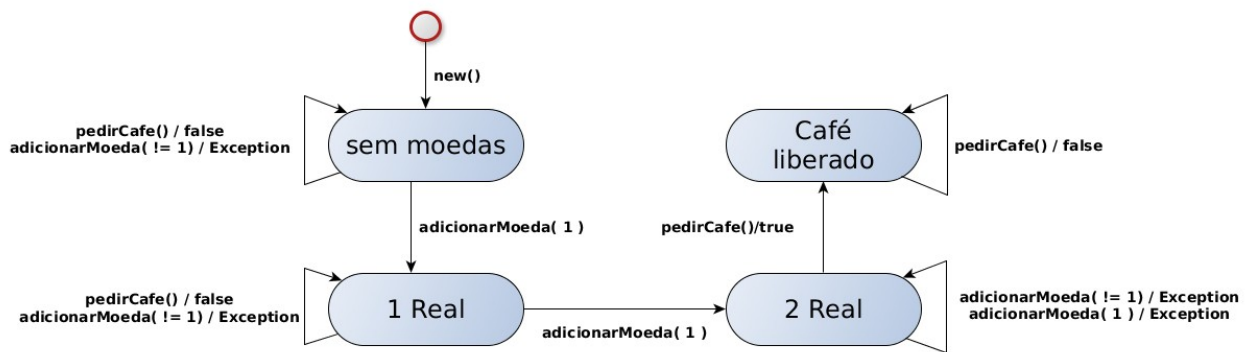 new()
pedirCafe() / false
adicionarMoeda( != 1) / Exception
sem moedas
Café
liberado
pedirCafe() / false
adicionarMoeda( 1 )
pedirCafe()/true
pedirCafe() / false
adicionarMoeda( != 1) / Exception
1 Real
adicionarMoeda( 1 )
2 Real
adicionarMoeda( != 1) / Exception
adicionarMoeda( 1 ) / Exception